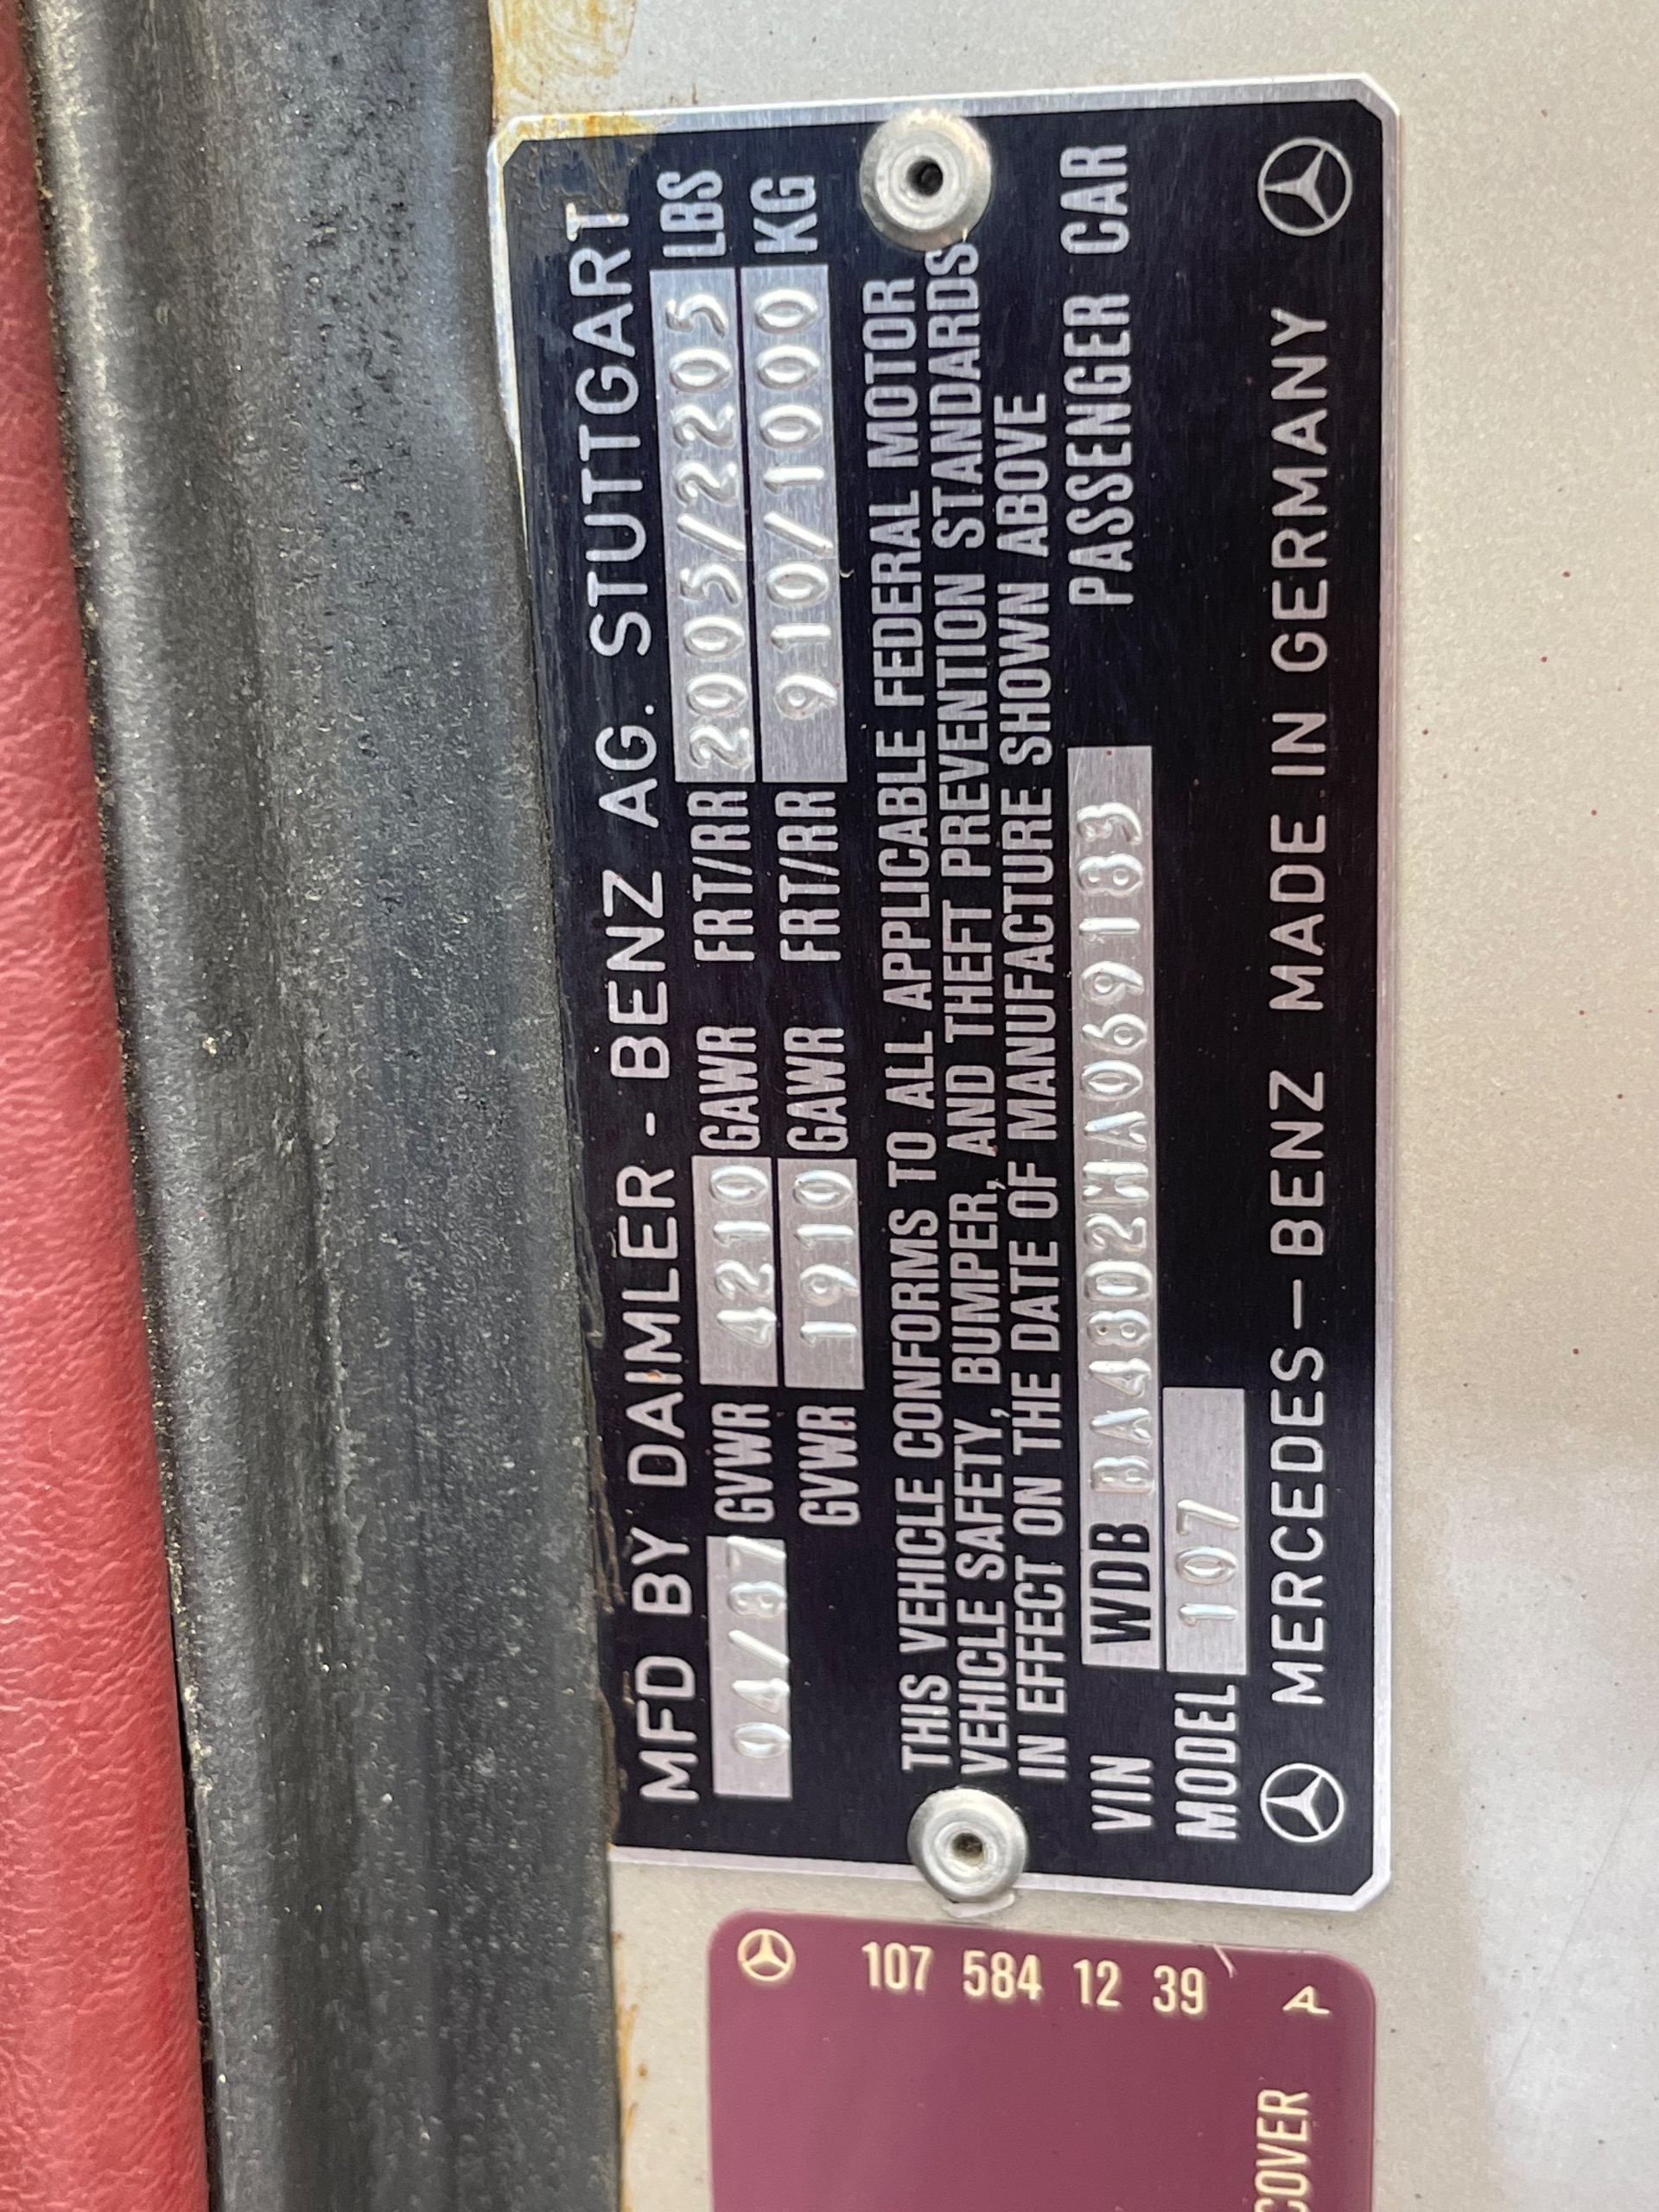 MFD BY DAIMLER - BENZ AG. STUTTGART
04/87 GVWR 4210 GAWR FRT/RR 2005/2205 LBS
GVWR 1910 GAWR FRT/RR 910/1000 KG
THIS VEHICLE CONFORMS TO ALL APPLICABLE FEDERAL MOTOR
VEHICLE SAFETY, BUMPER, AND THEFT PREVENTION STANDARDS
IN EFFECT ON THE DATE OF MANUFACTURE SHOWN ABOVE
VIN WDB BA4802HA069183 PASSENGER CAR
MODEL 107
MERCEDES-BENZ MADE IN GERMANY
107 584 12 39 A
COVER